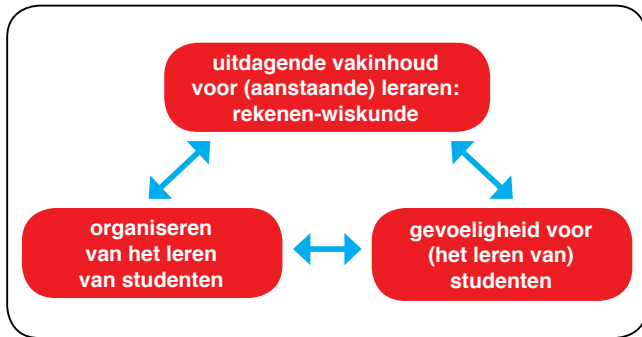 uitdagende vakinhoud
voor (aanstaande) leraren:
rekenen-wiskunde
organiseren
van het leren
van studenten
gevoeligheid voor
(het leren van)
studenten